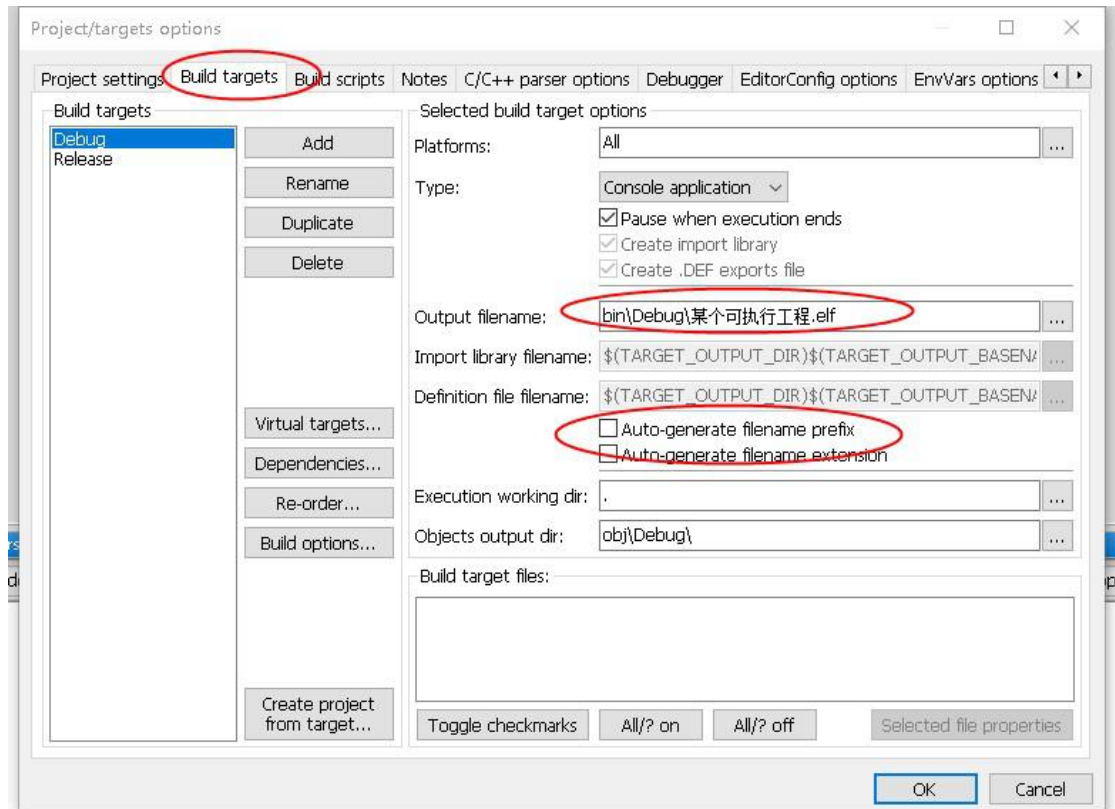 Project/targets options
Project settings Build targets Build scripts Notes C/C++ parser options Debugger EditorConfig options EnvVars options
Build targets
Debug
Release
Add
Rename
Duplicate
Delete
Virtual targets...
Dependencies...
Re-order...
Build options...
Create project
from target...
Selected build target options
Platforms: All ...
Type: Console application
Pause when execution ends
Create import library
Create .DEF exports file
Output filename: bin\Debug\某个可执行工程.elf ...
Import library filename: $(TARGET_OUTPUT_DIR)$(TARGET_OUTPUT_BASENA ...
Definition file filename: $(TARGET_OUTPUT_DIR)$(TARGET_OUTPUT_BASENA ...
Auto-generate filename prefix
Auto-generate filename extension
Execution working dir: . ...
Objects output dir: obj\Debug\ ...
Build target files:
Toggle checkmarks All/? on All/? off Selected file properties
OK Cancel